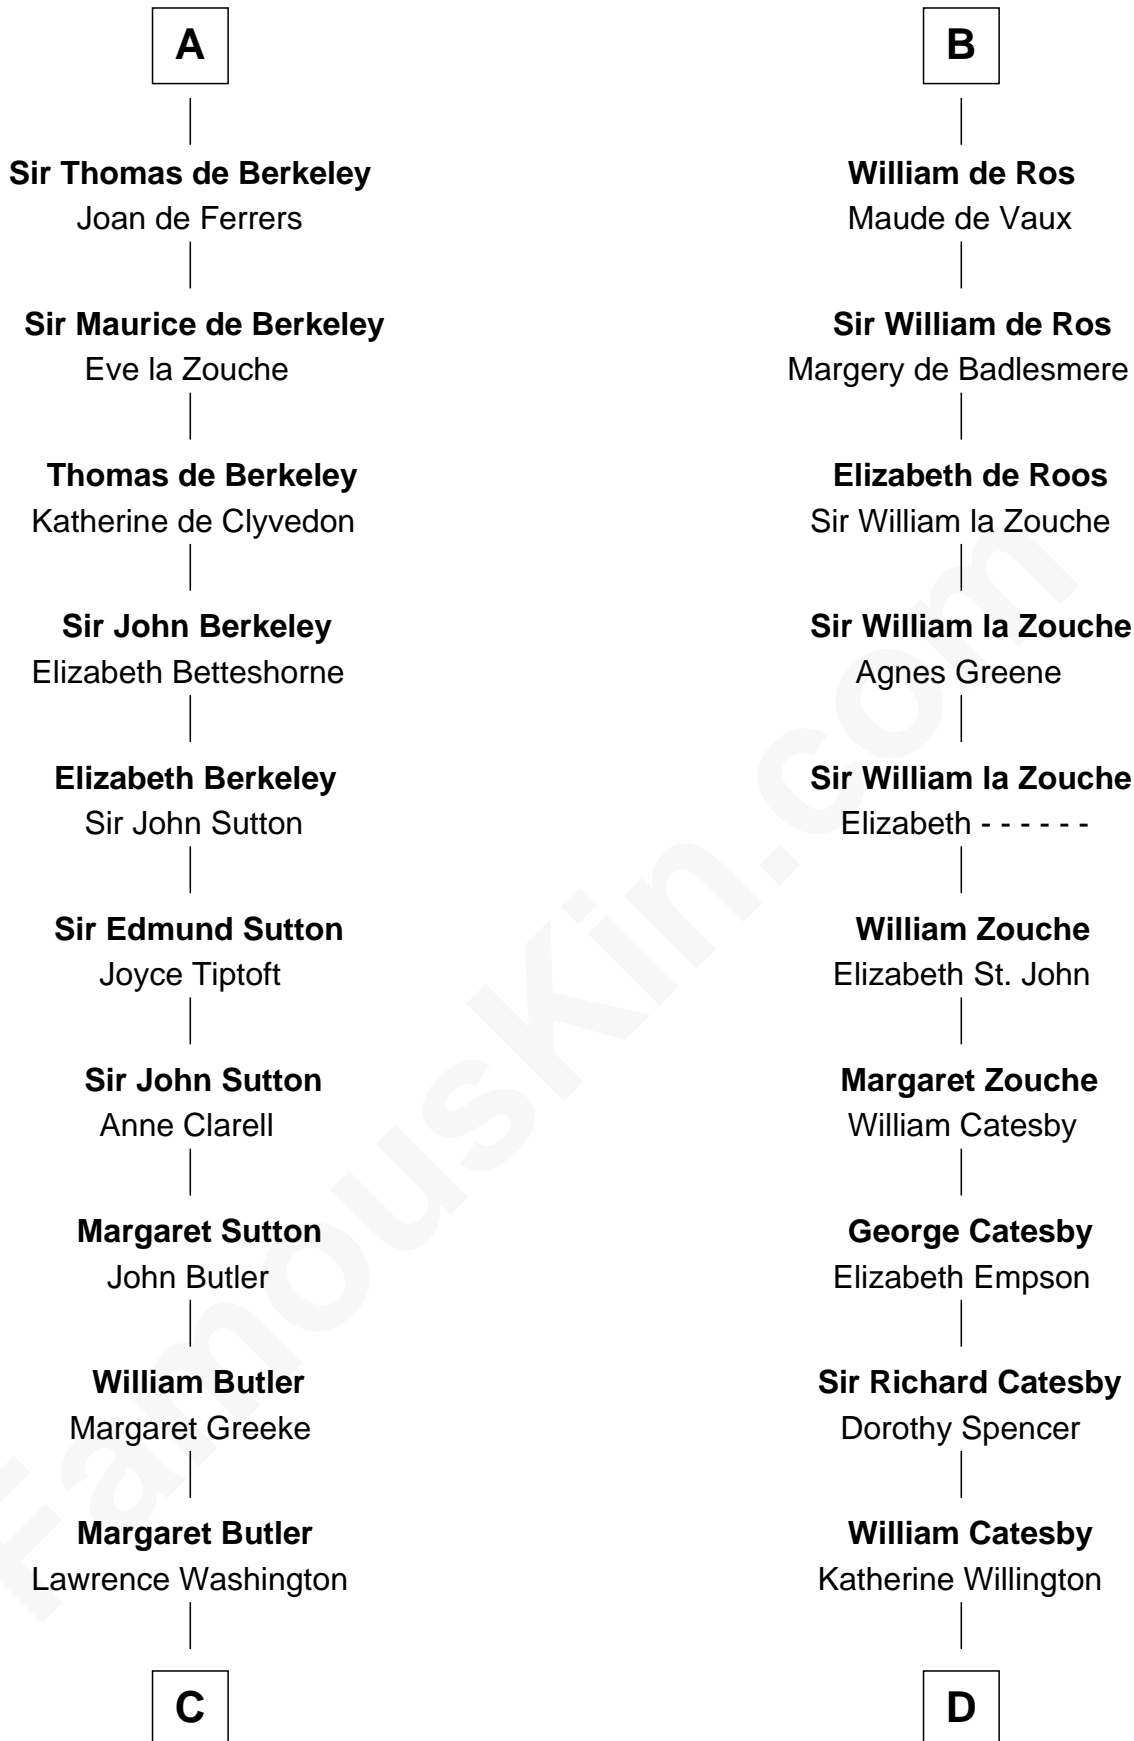 A
Sir Thomas de Berkeley
Joan de Ferrers
Sir Maurice de Berkeley
Eve la Zouche
Thomas de Berkeley
Katherine de Clyvedon
Sir John Berkeley
Elizabeth Betteshorne
Elizabeth Berkeley
Sir John Sutton
Sir Edmund Sutton
Joyce Tiptoft
Sir John Sutton
Anne Clarell
Margaret Sutton
John Butler
William Butler
Margaret Greeke
Margaret Butler
Lawrence Washington
C
B
William de Ros
Maude de Vaux
Sir William de Ros
Margery de Badlesmere
Elizabeth de Roos
Sir William la Zouche
Sir William la Zouche
Agnes Greene
Sir William la Zouche
Elizabeth - - - - - -
William Zouche
Elizabeth St. John
Margaret Zouche
William Catesby
George Catesby
Elizabeth Empson
Sir Richard Catesby
Dorothy Spencer
William Catesby
Katherine Willington
D
FamousKin.com